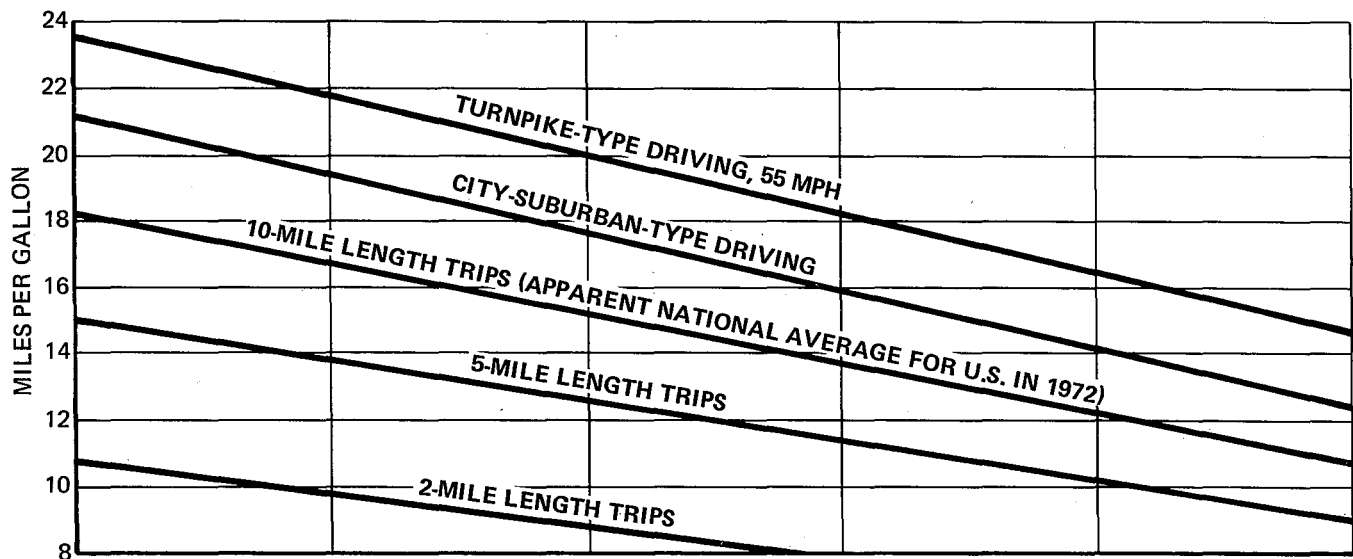 24
22
20
18
16
14
12
10
8
MILES PER GALLON
TURNPIKE-TYPE DRIVING, 55 MPH
CITY-SUBURBAN-TYPE DRIVING
10-MILE LENGTH TRIPS (APPARENT NATIONAL AVERAGE FOR U.S. IN 1972)
5-MILE LENGTH TRIPS
2-MILE LENGTH TRIPS